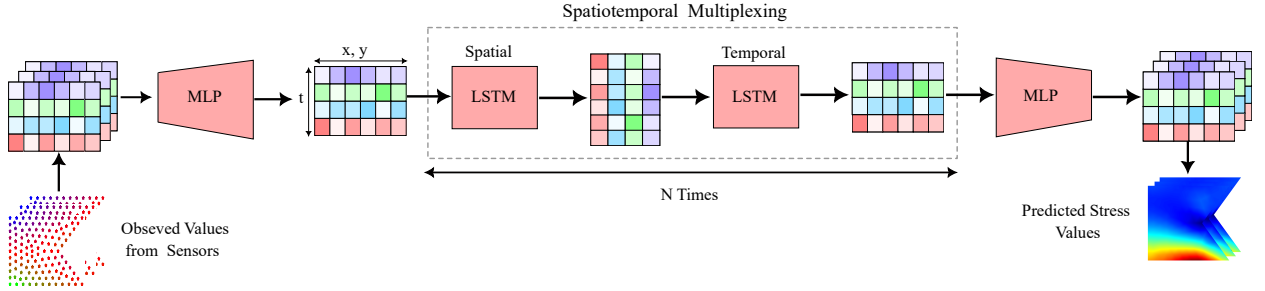 Spatiotemporal Multiplexing
x, y
Spatial
Temporal
MLP
t
LSTM
LSTM
MLP
N Times
Obseved Values
from Sensors
Predicted Stress
Values